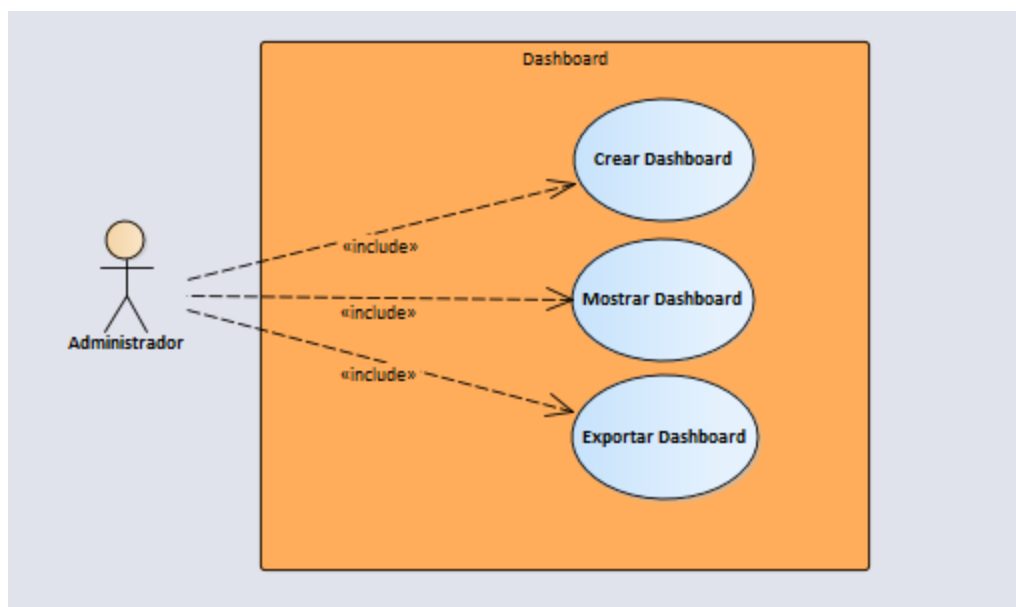 Dashboard
Crear Dashboard
«include»
Mostrar Dashboard
«include»
Administrador
«include»
Exportar Dashboard